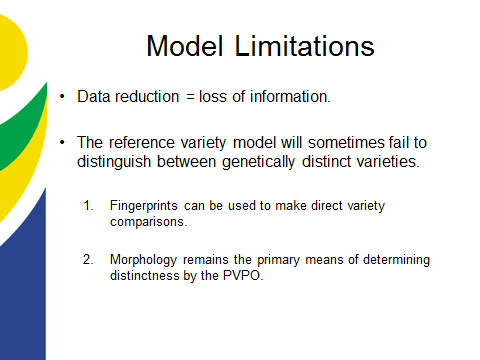 Model Limitations
• Data reduction = loss of information.
• The reference variety model will sometimes fail to
distinguish between genetically distinct varieties.
1. Fingerprints can be used to make direct variety
comparisons.
2. Morphology remains the primary means of determining
distinctness by the PVPO.